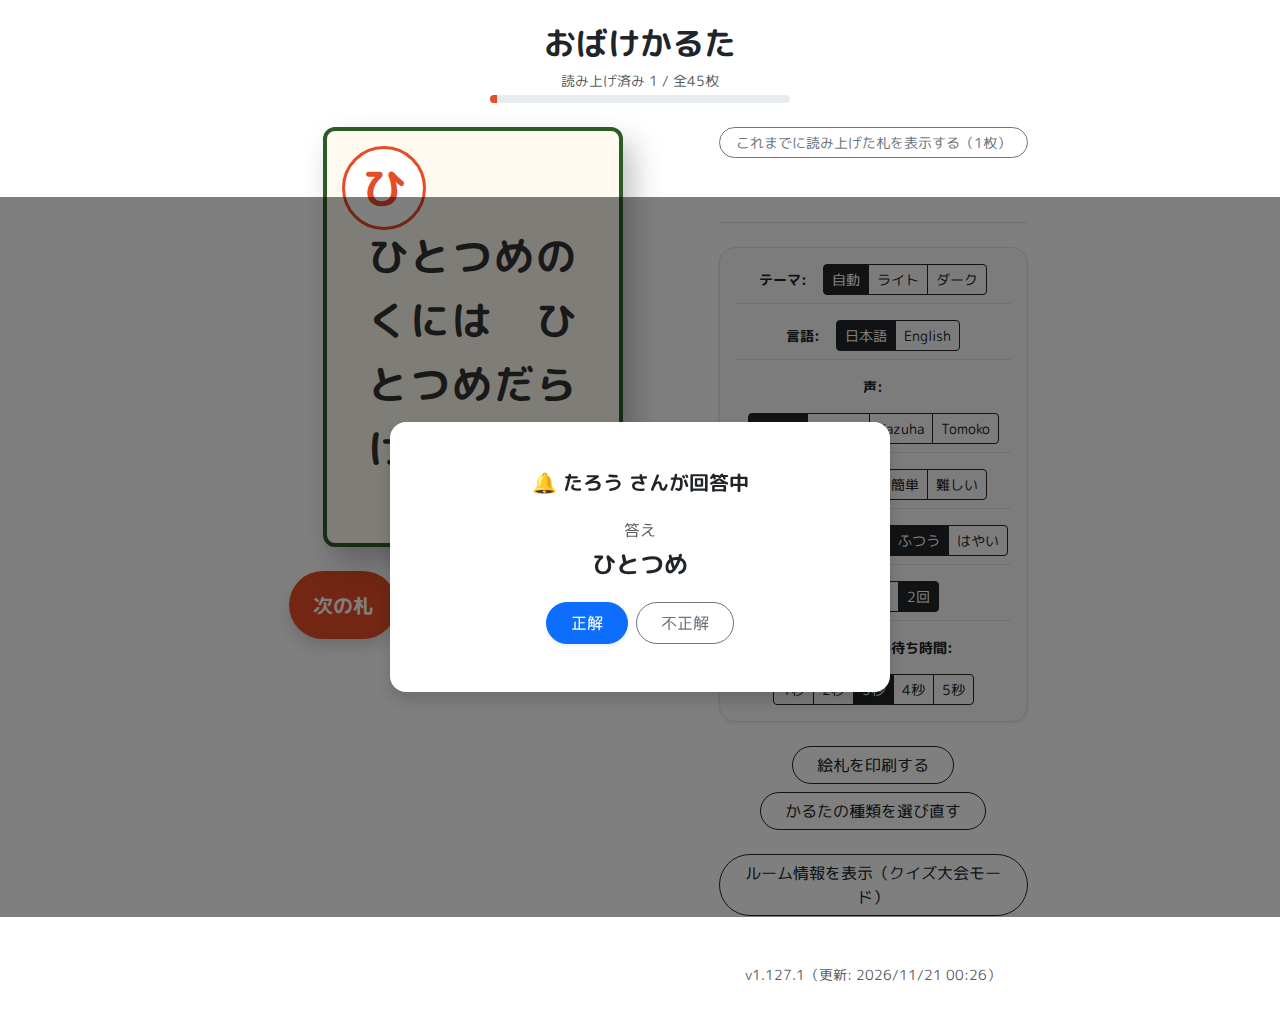 おばけかるた
読み上げ済み 1 / 全45枚
ひ
ひとつめの
くには　ひ
とつめだら
次の札
これまでに読み上げた札を表示する（1枚）
テーマ: 自動 ライト ダーク
言語: 日本語 English
声:
Tomoko
簡単 難しい
ふつう はやい
2回
待ち時間:
4秒 5秒
🔔 たろう さんが回答中
答え
ひとつめ
正解 不正解
絵札を印刷する
かるたの種類を選び直す
ルーム情報を表示（クイズ大会モー
ド）
v1.127.1（更新: 2026/11/21 00:26）